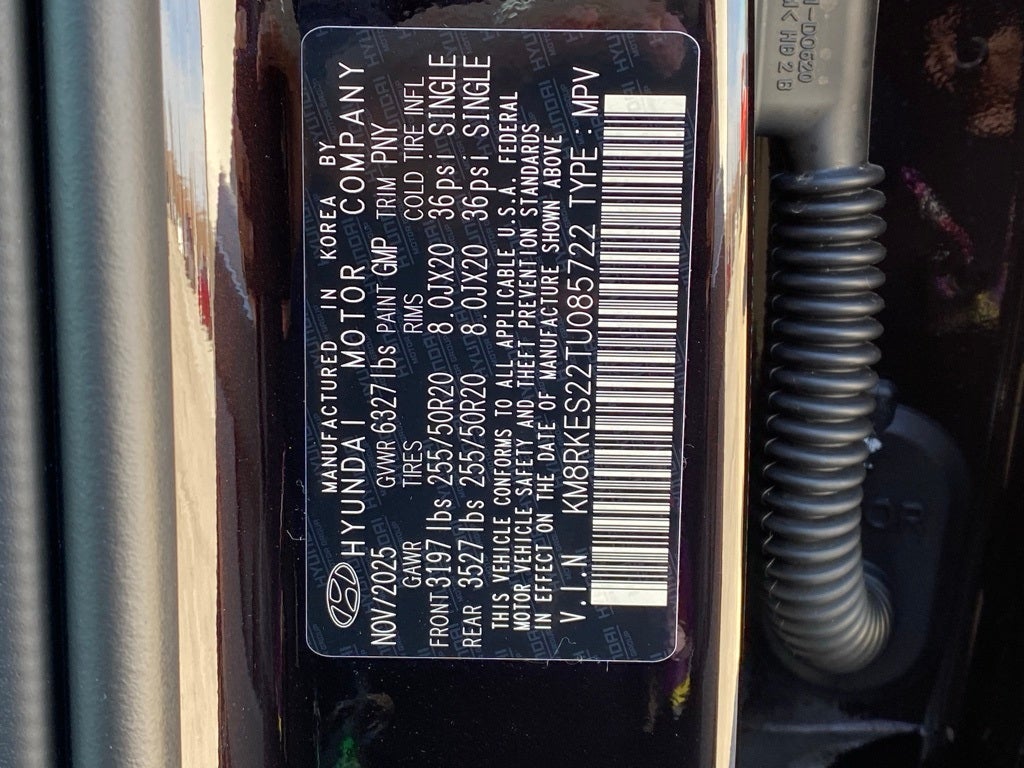 MANUFACTURED IN KOREA BY
HYUNDAI MOTOR COMPANY
NOV/2025 GVWR 6327 lbs PAINT GMP TRIM PNY
GAWR TIRES RIMS COLD TIRE INFL
FRONT 3197 lbs 255/50R20 8.0JX20 36psi SINGLE
REAR 3527 lbs 255/50R20 8.0JX20 36psi SINGLE
THIS VEHICLE CONFORMS TO ALL APPLICABLE U.S.A. FEDERAL
MOTOR VEHICLE SAFETY AND THEFT PREVENTION STANDARDS
IN EFFECT ON THE DATE OF MANUFACTURE SHOWN ABOVE
V.I.N KM8RKES22TU085722 TYPE : MPV